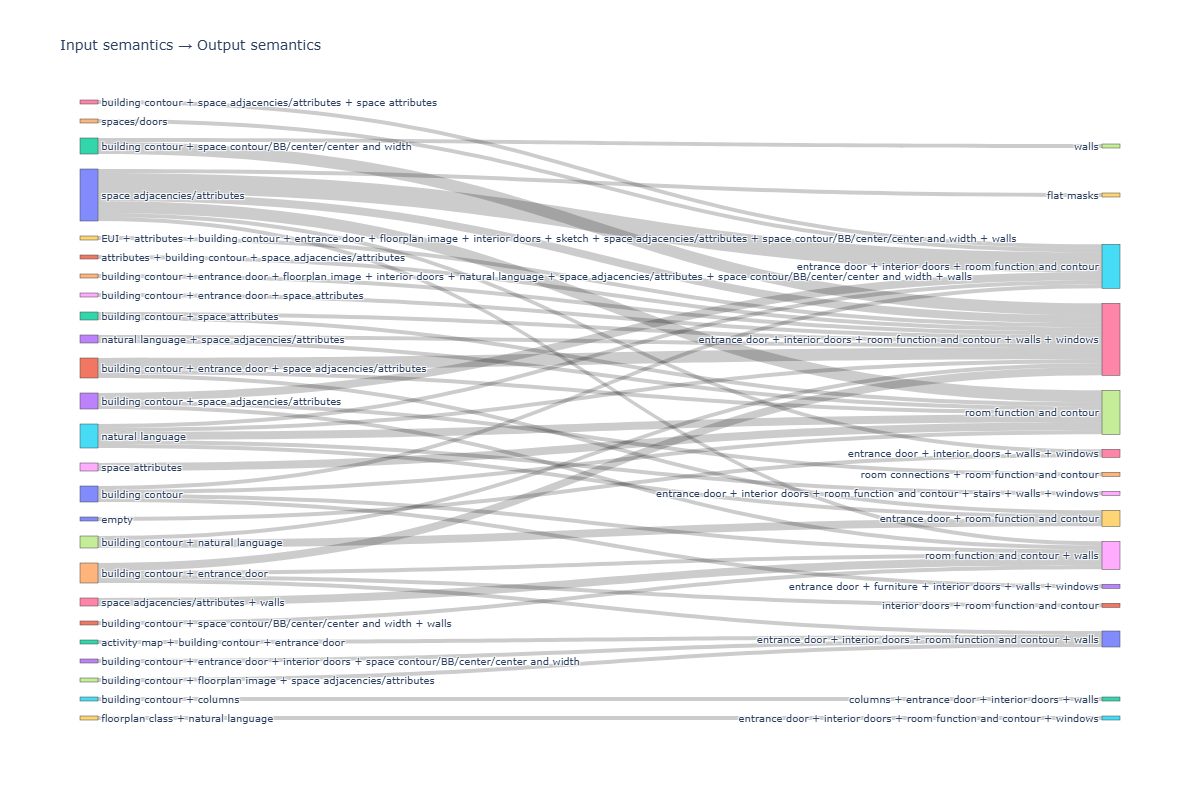 Input semantics → Output semantics
building contour + space adjacencies/attributes + space attributes
spaces/doors
building contour + space contour/BB/center/center and width
walls
space adjacencies/attributes
flat masks
EUI + attributes + building contour + entrance door + floorplan image + interior doors + sketch + space adjacencies/attributes + space contour/BB/center/center and width + walls
attributes + building contour + space adjacencies/attributes
entrance door + interior doors + room function and contour
building contour + entrance door + floorplan image + interior doors + natural language + space adjacencies/attributes + space contour/BB/center/center and width + walls
building contour + entrance door + space attributes
building contour + space attributes
natural language + space adjacencies/attributes
entrance door + interior doors + room function and contour + walls + windows
building contour + entrance door + space adjacencies/attributes
building contour + space adjacencies/attributes
room function and contour
natural language
entrance door + interior doors + walls + windows
space attributes
room connections + room function and contour
building contour
entrance door + interior doors + room function and contour + stairs + walls + windows
empty
entrance door + room function and contour
building contour + natural language
room function and contour + walls
building contour + entrance door
entrance door + furniture + interior doors + walls + windows
space adjacencies/attributes + walls
interior doors + room function and contour
building contour + space contour/BB/center/center and width + walls
activity map + building contour + entrance door
entrance door + interior doors + room function and contour + walls
building contour + entrance door + interior doors + space contour/BB/center/center and width
building contour + floorplan image + space adjacencies/attributes
building contour + columns
columns + entrance door + interior doors + walls
floorplan class + natural language
entrance door + interior doors + room function and contour + windows